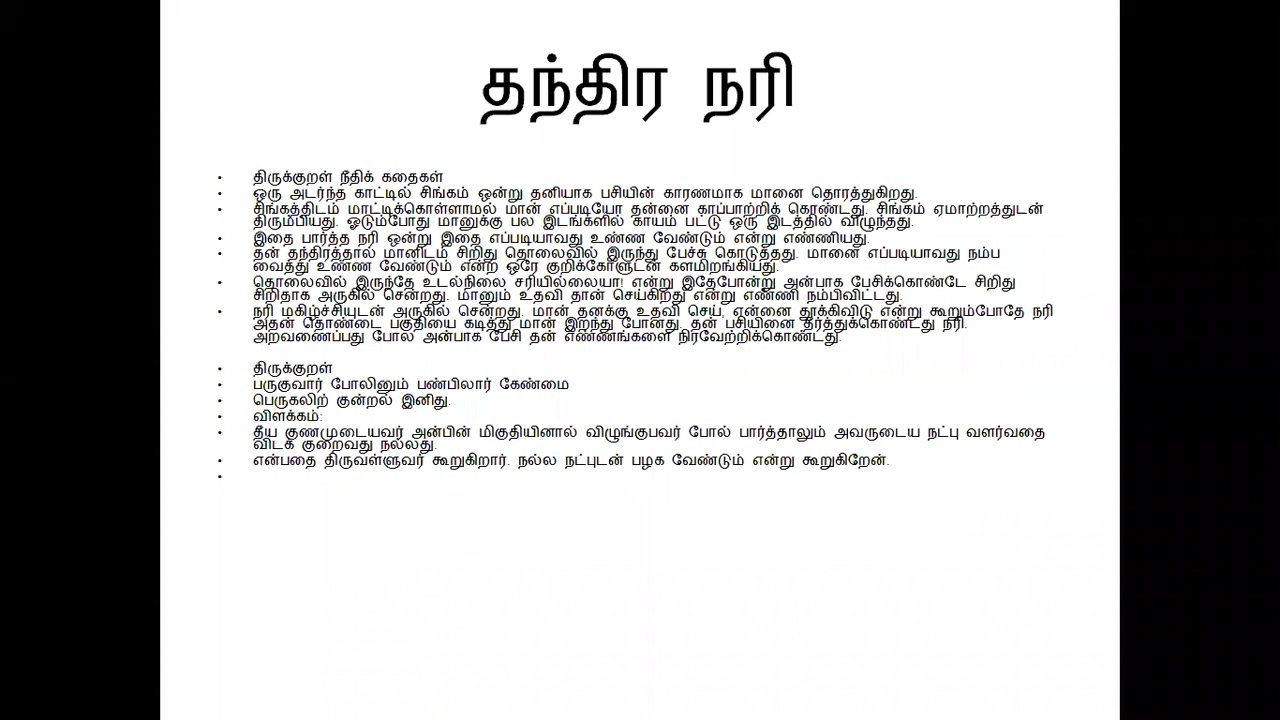 தந்திர நரி
• திருக்குறள் நீதிக் கதைகள்
• ஒரு அடர்ந்த காட்டில் சிங்கம் ஒன்று தனியாக பசியின் காரணமாக மானை தொரத்துகிறது.
• சிங்கத்திடம் மாட்டிக்கொள்ளாமல் மான் எப்படியோ தன்னை காப்பாற்றிக் கொண்டது. சிங்கம் ஏமாற்றத்துடன்
திரும்பியது. ஓடும்போது மானுக்கு பல இடங்களில் காயம் பட்டு ஒரு இடத்தில் விழுந்தது.
• இதை பார்த்த நரி ஒன்று இதை எப்படியாவது உண்ண வேண்டும் என்று எண்ணியது.
• தன் தந்திரத்தால் மானிடம் சிறிது தொலைவில் இருந்து பேச்சு கொடுத்தது. மானை எப்படியாவது நம்ப
வைத்து உண்ண வேண்டும் என்ற ஒரே குறிக்கோளுடன் களமிறங்கியது.
• தொலைவில் இருந்தே உடல்நிலை சரியில்லையா! என்று இதேபோன்று அன்பாக பேசிக்கொண்டே சிறிது
சிறிதாக அருகில் சென்றது. மானும் உதவி தான் செய்கிறது என்று எண்ணி நம்பிவிட்டது.
• நரி மகிழ்ச்சியுடன் அருகில் சென்றது. மான் தனக்கு உதவி செய், என்னை தூக்கிவிடு என்று கூறும்போதே நரி
அதன் தொண்டை பகுதியை கடித்து மான் இறந்து போனது. தன் பசியினை தீர்த்துக்கொண்டது நரி.
அரவணைப்பது போல் அன்பாக பேசி தன் எண்ணங்களை நிரவேற்றிக்கொண்டது.
• திருக்குறள்
• பருகுவார் போலினும் பண்பிலார் கேண்மை
• பெருகலிற் குன்றல் இனிது.
• விளக்கம்:
• தீய குணமுடையவர் அன்பின் மிகுதியினால் விழுங்குபவர் போல் பார்த்தாலும் அவருடைய நட்பு வளர்வதை
விடக் குறைவது நல்லது.
• என்பதை திருவள்ளுவர் கூறுகிறார். நல்ல நட்புடன் பழக வேண்டும் என்று கூறுகிறேன்.
•